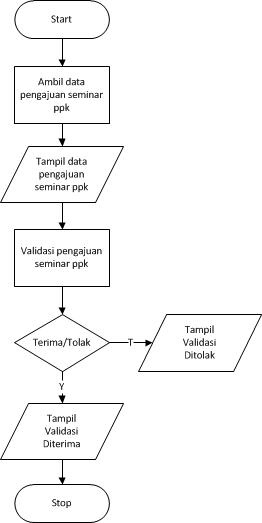 Start
Ambil data
pengajuan seminar
ppk
Tampil data
pengajuan
seminar ppk
Validasi pengajuan
seminar ppk
Terima/Tolak
T
Tampil
Validasi
Ditolak
Y
Tampil
Validasi
Diterima
Stop